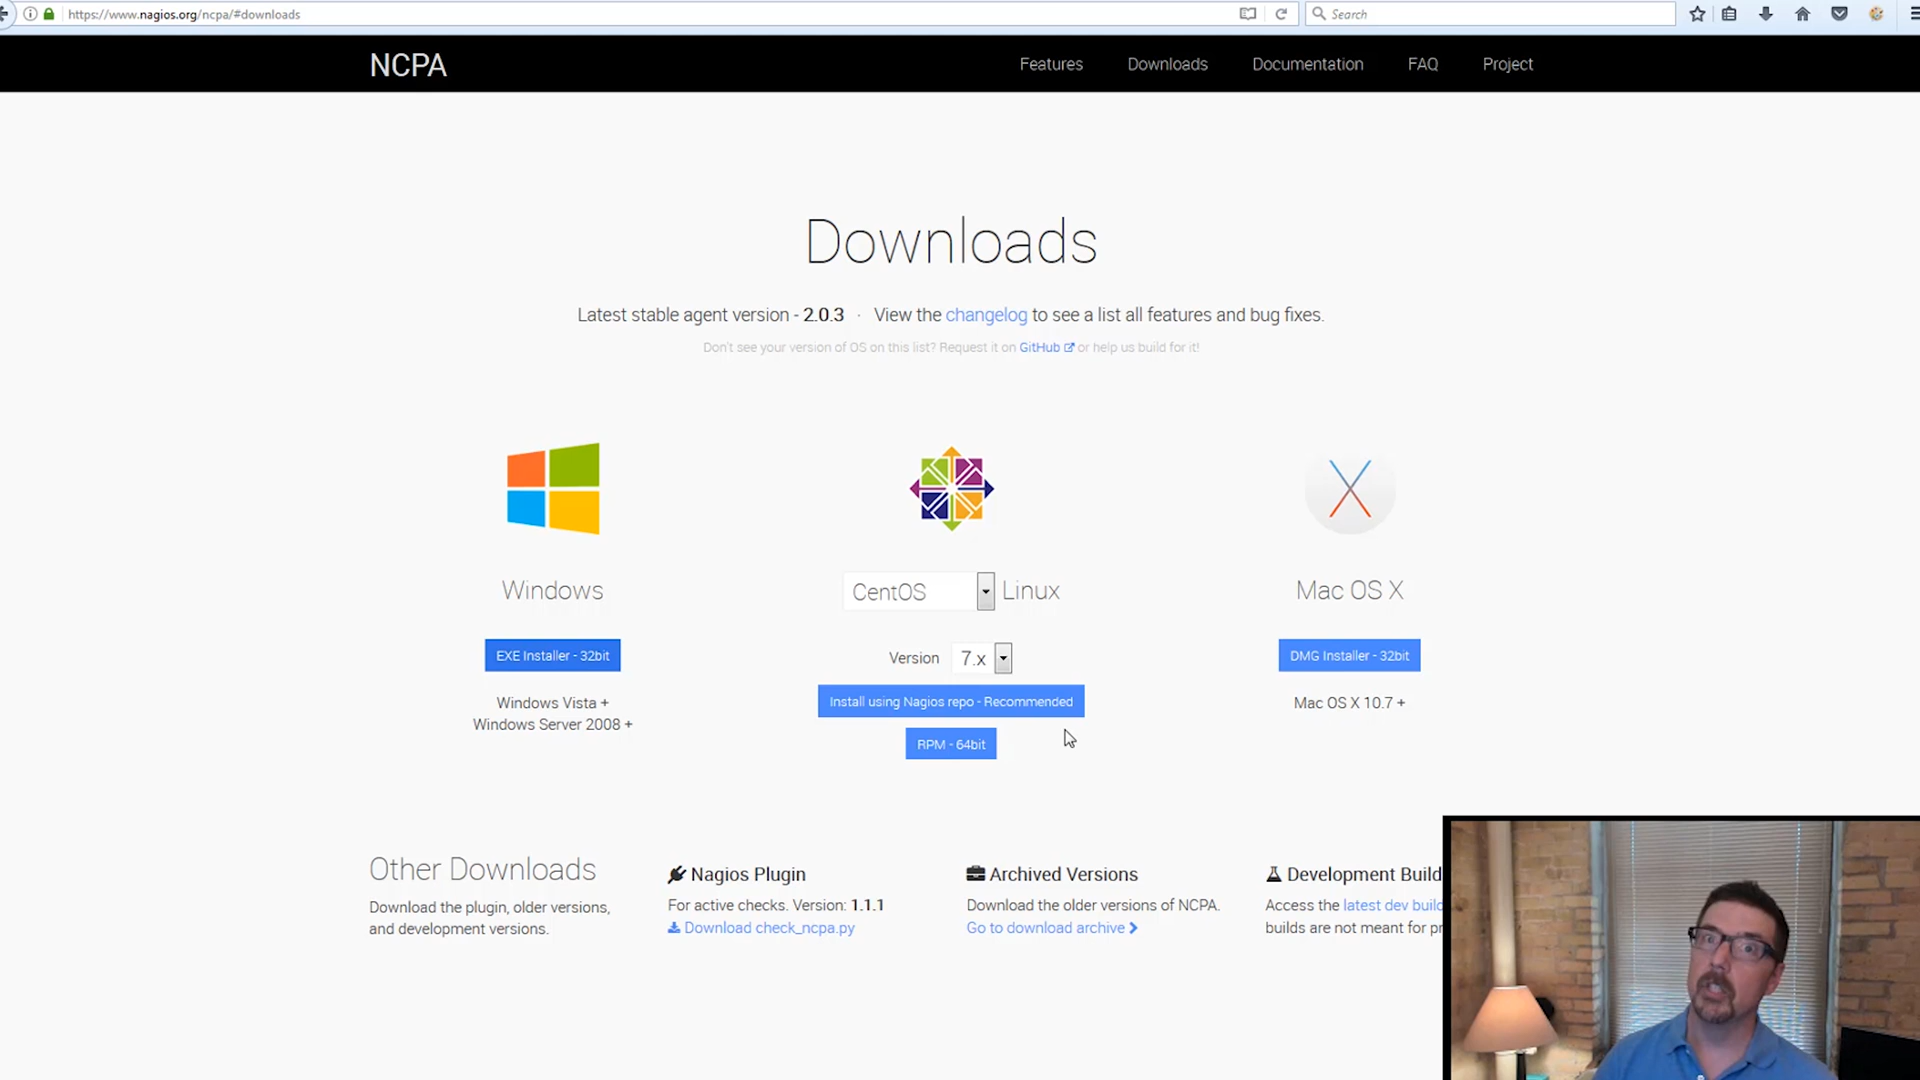 https://www.nagios.org/ncpa/#downloads
Search
NCPA
Features
Downloads
Documentation
FAQ
Project
Downloads
Latest stable agent version - 2.0.3 · View the changelog to see a list all features and bug fixes.
Don't see your version of OS on this list? Request it on GitHub or help us build for it!
Windows
EXE Installer - 32bit
Windows Vista +
Windows Server 2008 +
CentOS
Linux
Version 7.x
Install using Nagios repo - Recommended
RPM - 64bit
Mac OS X
DMG Installer - 32bit
Mac OS X 10.7 +
Other Downloads
Download the plugin, older versions,
and development versions.
Nagios Plugin
For active checks. Version: 1.1.1
Download check_ncpa.py
Archived Versions
Download the older versions of NCPA.
Go to download archive
Development Build
Access the latest dev build
builds are not meant for pr